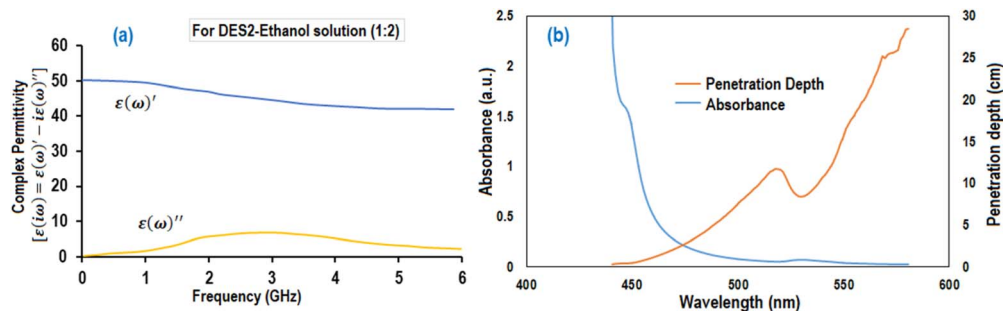 (a)
For DES2-Ethanol solution (1:2)
Complex Permittivity
[ε(iω) = ε(ω)′ − iε(ω)″]
60
50
40
30
20
10
0
ε(ω)′
ε(ω)″
0 1 2 3 4 5 6
Frequency (GHz)
(b)
Absorbance (a.u.)
2.5
2
1.5
1
0.5
0
Penetration Depth
Absorbance
30
25
20
15
10
5
0
Penetration depth (cm)
400 450 500 550 600
Wavelength (nm)